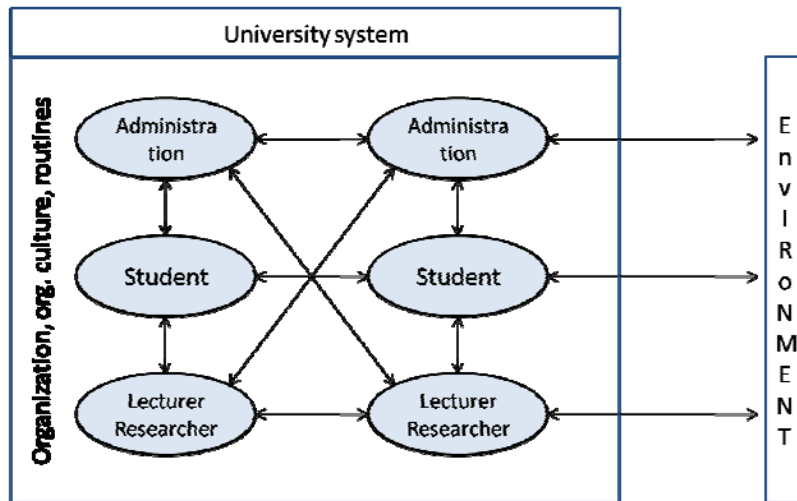 University system
Organization, org. culture, routines
Administra
tion
Administra
tion
Student
Student
Lecturer
Researcher
Lecturer
Researcher
E
n
v
I
R
o
N
M
E
N
T